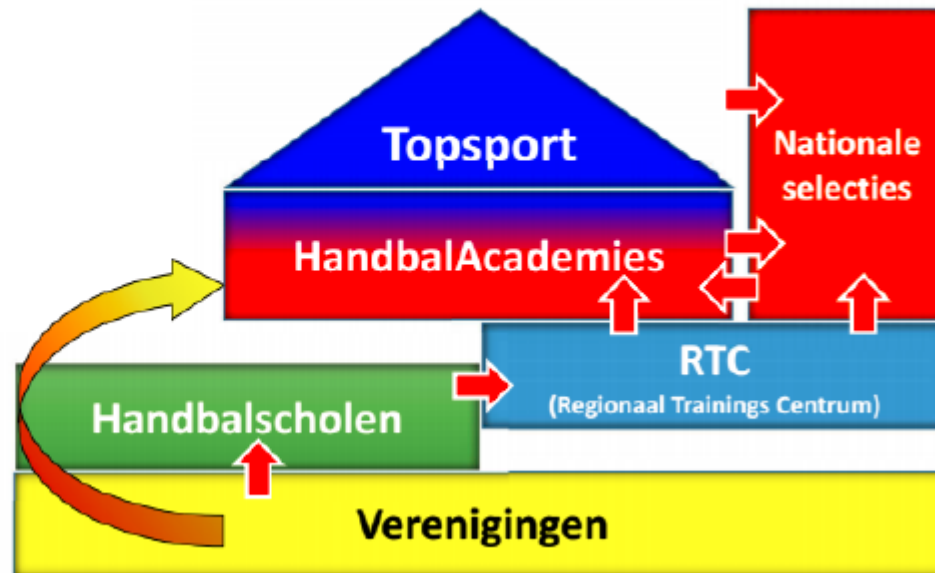 Topsport
Nationale
selecties
HandbalAcademies
RTC
(Regionaal Trainings Centrum)
Handbalscholen
Verenigingen